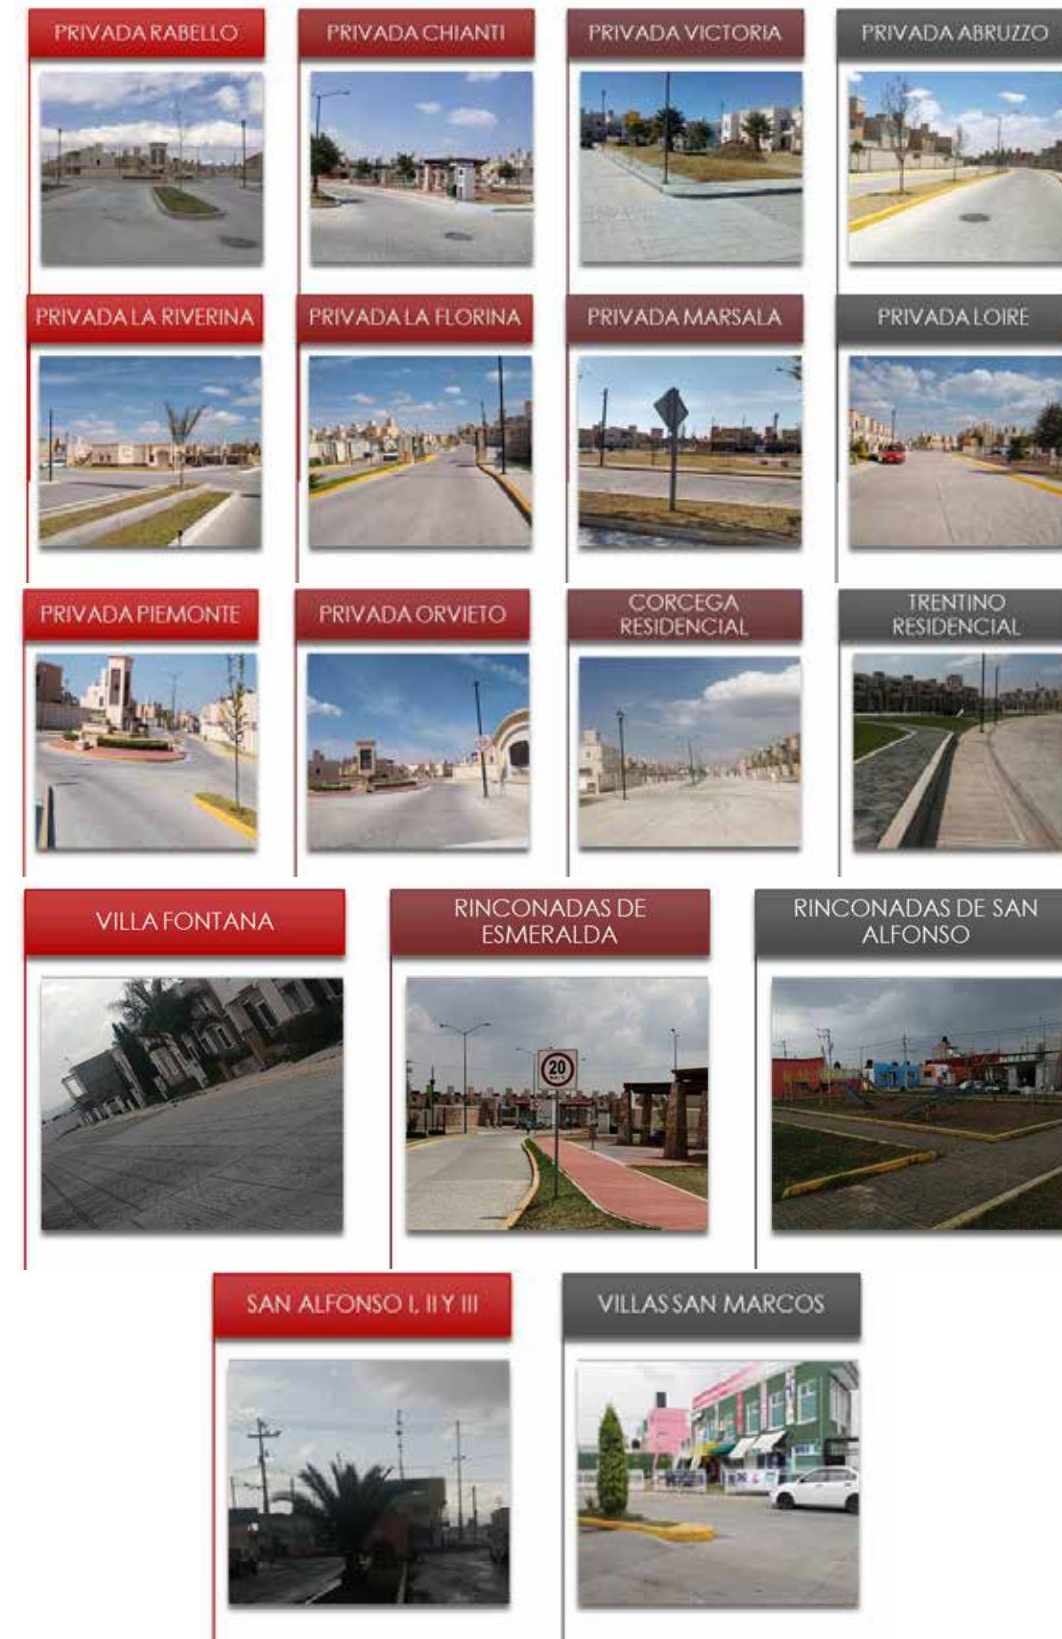 PRIVADA RABELLO
PRIVADA CHIANTI
PRIVADA VICTORIA
PRIVADA ABRUZZO
PRIVADA LA RIVERINA
PRIVADA LA FLORINA
PRIVADA MARSALA
PRIVADA LOIRE
PRIVADA PIEMONTE
PRIVADA ORVIETO
CORCEGA
RESIDENCIAL
TRENTINO
RESIDENCIAL
VILLA FONTANA
RINCONADAS DE
ESMERALDA
20
RINCONADAS DE SAN
ALFONSO
SAN ALFONSO I, II Y III
VILLAS SAN MARCOS